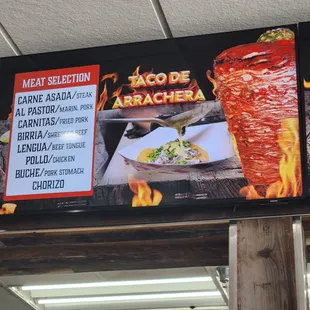 MEAT SELECTION
CARNE ASADA/STEAK
AL PASTOR/MARIN. PORK
CARNITAS/FRIED PORK
BIRRIA/SHREDDED BEEF
LENGUA/BEEF TONGUE
POLLO/CHICKEN
BUCHE/PORK STOMACH
CHORIZO
TACO DE
ARRACHERA